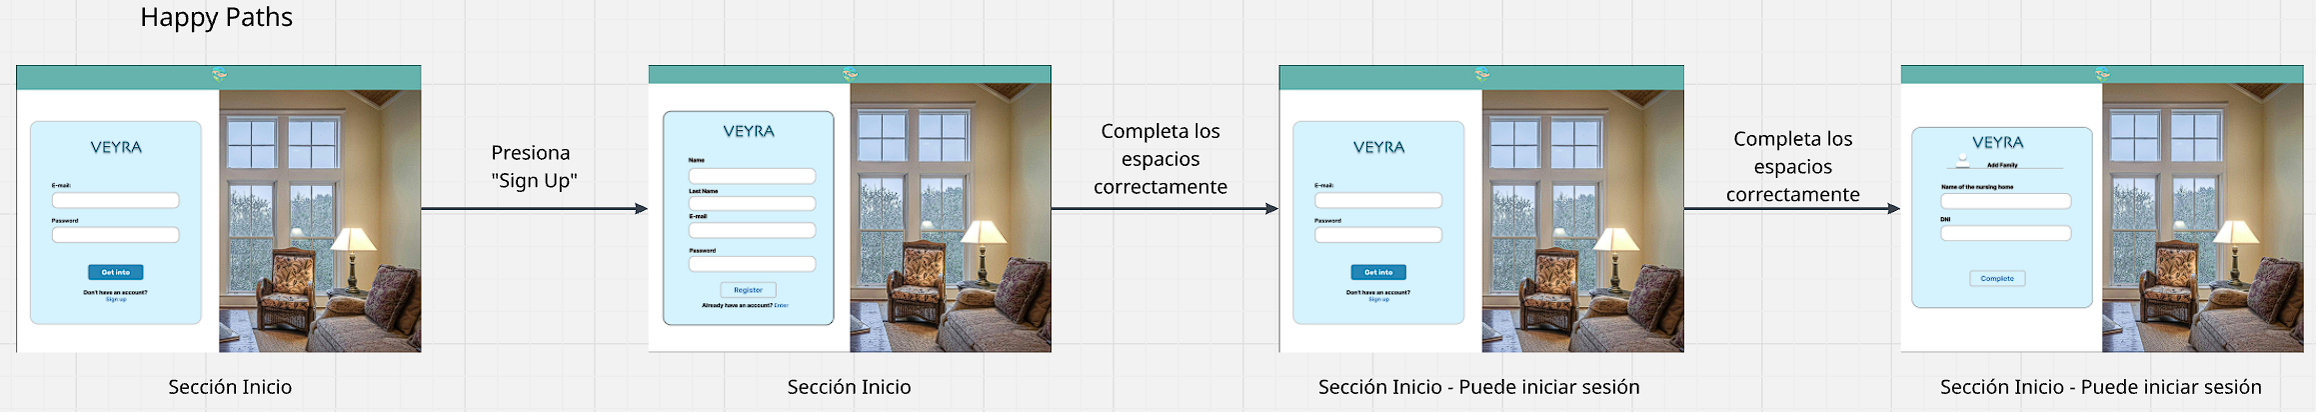 Happy Paths
VEYRA
E-mail:
Password
Get into
Don't have an account?
Sign up
Sección Inicio
Presiona
"Sign Up"
VEYRA
Name
Last Name
E-mail
Password
Register
Already have an account? Enter
Sección Inicio
Completa los
espacios
correctamente
VEYRA
E-mail:
Password
Get into
Don't have an account?
Sign up
Sección Inicio - Puede iniciar sesión
Completa los
espacios
correctamente
VEYRA
Add Family
Name of the nursing home
DNI
Complete
Sección Inicio - Puede iniciar sesión